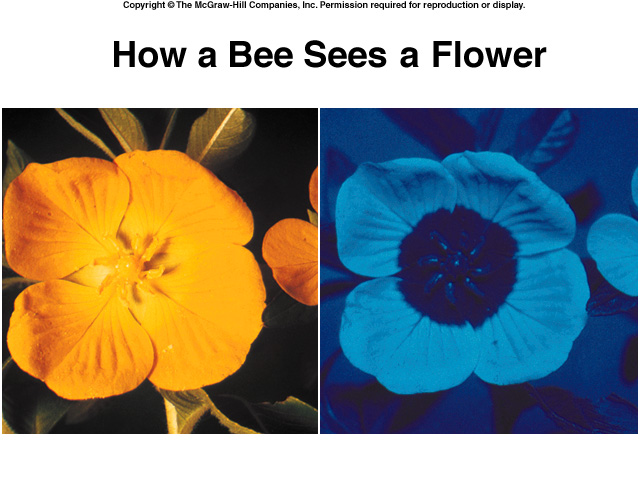 Copyright © The McGraw-Hill Companies, Inc. Permission required for reproduction or display.
How a Bee Sees a Flower